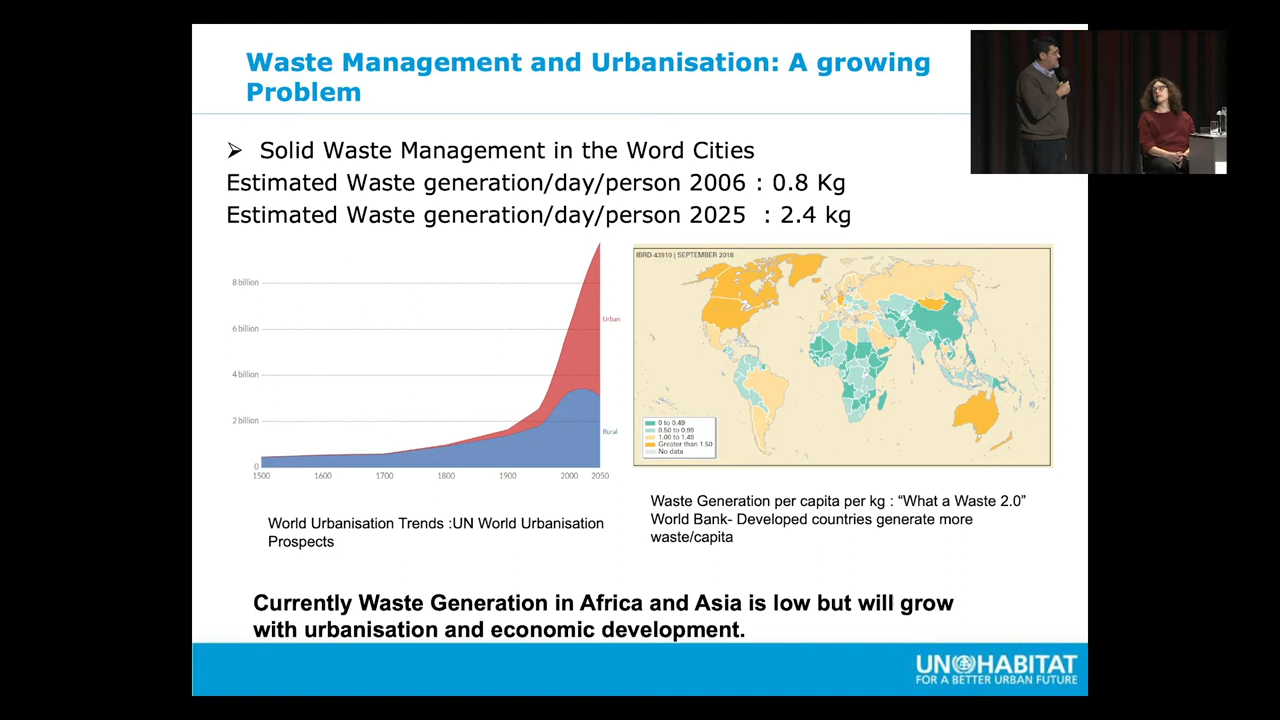 Waste Management and Urbanisation: A growing
Problem
➢ Solid Waste Management in the Word Cities
Estimated Waste generation/day/person 2006 : 0.8 Kg
Estimated Waste generation/day/person 2025 : 2.4 kg
8 billion
6 billion
4 billion
2 billion
0
1500
1600
1700
1800
1900
2000
2050
Urban
Rural
IBRD 43910 | SEPTEMBER 2018
0 to 0.49
0.50 to 0.99
1.00 to 1.49
Greater than 1.50
No data
World Urbanisation Trends :UN World Urbanisation
Prospects
Waste Generation per capita per kg : “What a Waste 2.0”
World Bank- Developed countries generate more
waste/capita
Currently Waste Generation in Africa and Asia is low but will grow
with urbanisation and economic development.
UN HABITAT
FOR A BETTER URBAN FUTURE